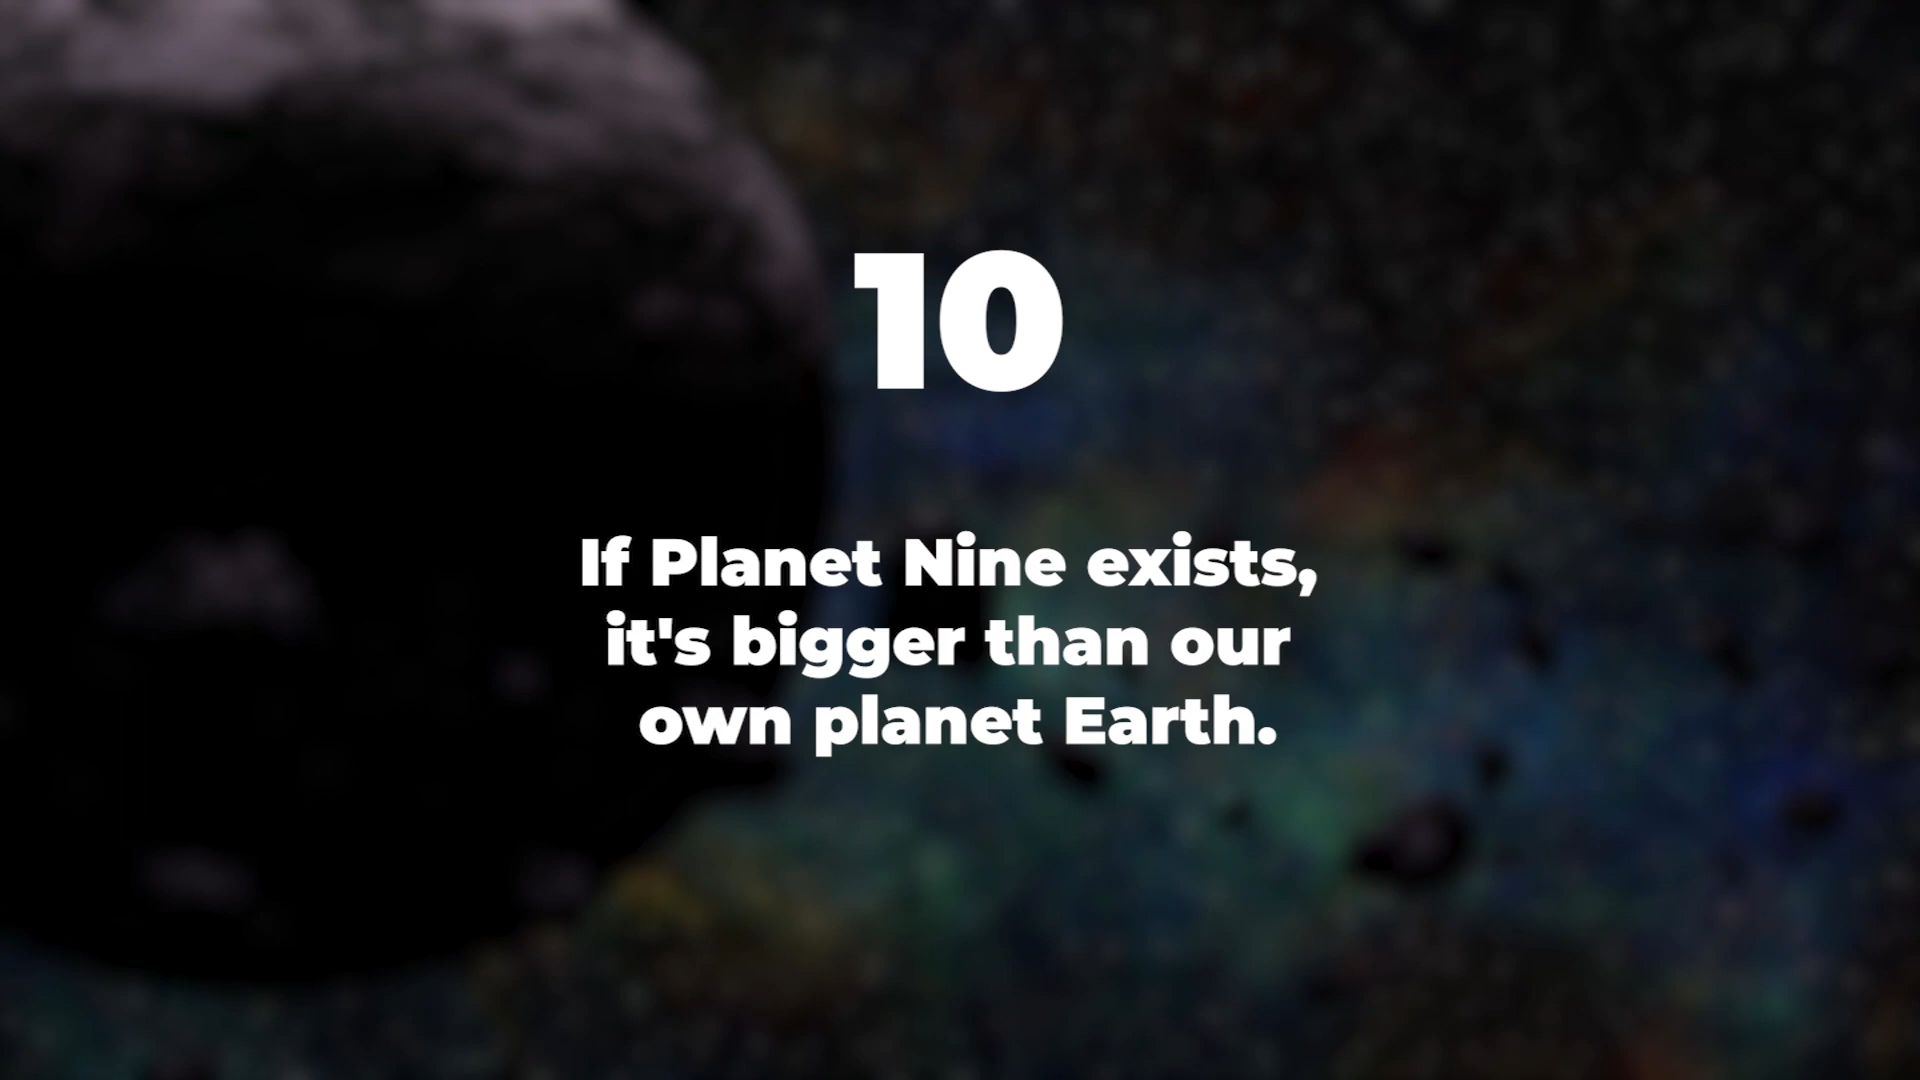 10
If Planet Nine exists,
it's bigger than our
own planet Earth.